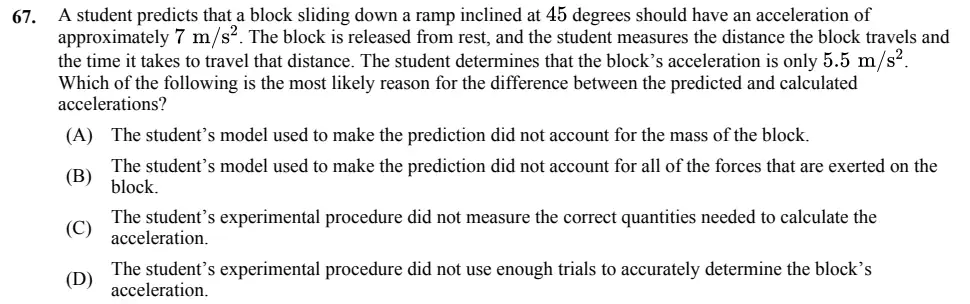 67. A student predicts that a block sliding down a ramp inclined at 45 degrees should have an acceleration of
approximately 7 m/s². The block is released from rest, and the student measures the distance the block travels and
the time it takes to travel that distance. The student determines that the block's acceleration is only 5.5 m/s².
Which of the following is the most likely reason for the difference between the predicted and calculated
accelerations?
(A) The student's model used to make the prediction did not account for the mass of the block.
(B) The student's model used to make the prediction did not account for all of the forces that are exerted on the
block.
(C) The student's experimental procedure did not measure the correct quantities needed to calculate the
acceleration.
(D) The student's experimental procedure did not use enough trials to accurately determine the block's
acceleration.